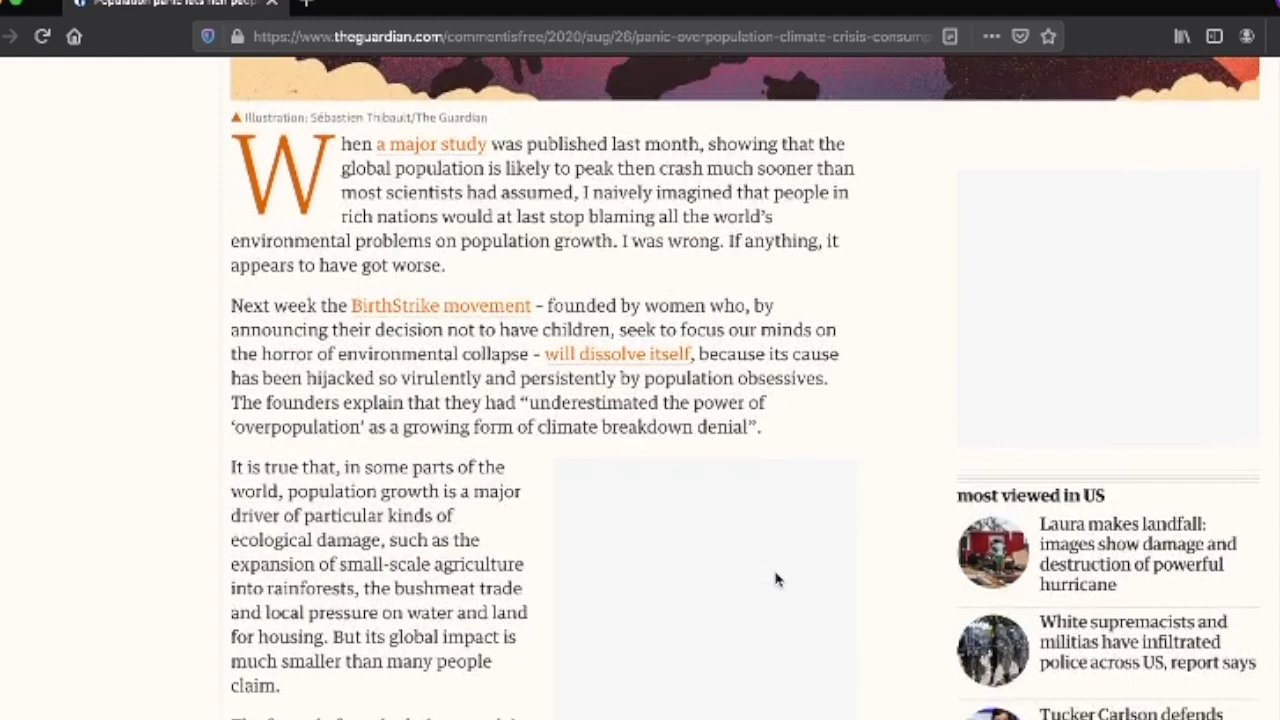 Population panic lets rich peopl
https://www.theguardian.com/commentisfree/2020/aug/26/panic-overpopulation-climate-crisis-consump
Illustration: Sébastien Thibault/The Guardian
When a major study was published last month, showing that the
global population is likely to peak then crash much sooner than
most scientists had assumed, I naively imagined that people in
rich nations would at last stop blaming all the world's
environmental problems on population growth. I was wrong. If anything, it
appears to have got worse.
Next week the BirthStrike movement – founded by women who, by
announcing their decision not to have children, seek to focus our minds on
the horror of environmental collapse – will dissolve itself, because its cause
has been hijacked so virulently and persistently by population obsessives.
The founders explain that they had “underestimated the power of
‘overpopulation’ as a growing form of climate breakdown denial”.
It is true that, in some parts of the
world, population growth is a major
driver of particular kinds of
ecological damage, such as the
expansion of small-scale agriculture
into rainforests, the bushmeat trade
and local pressure on water and land
for housing. But its global impact is
much smaller than many people
claim.
most viewed in US
Laura makes landfall:
images show damage and
destruction of powerful
hurricane
White supremacists and
militias have infiltrated
police across US, report says
Tucker Carlson defends